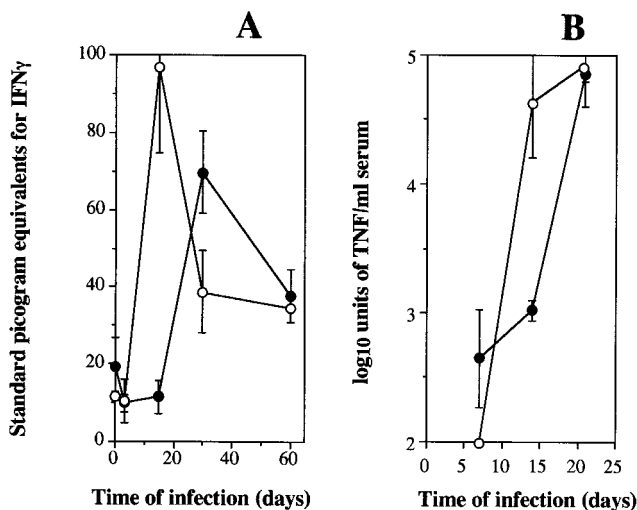 A
Standard picogram equivalents for IFNγ
100
80
60
40
20
0
0 20 40 60
Time of infection (days)
B
log10 units of TNF/ml serum
5
4
3
2
0 5 10 15 20 25
Time of infection (days)